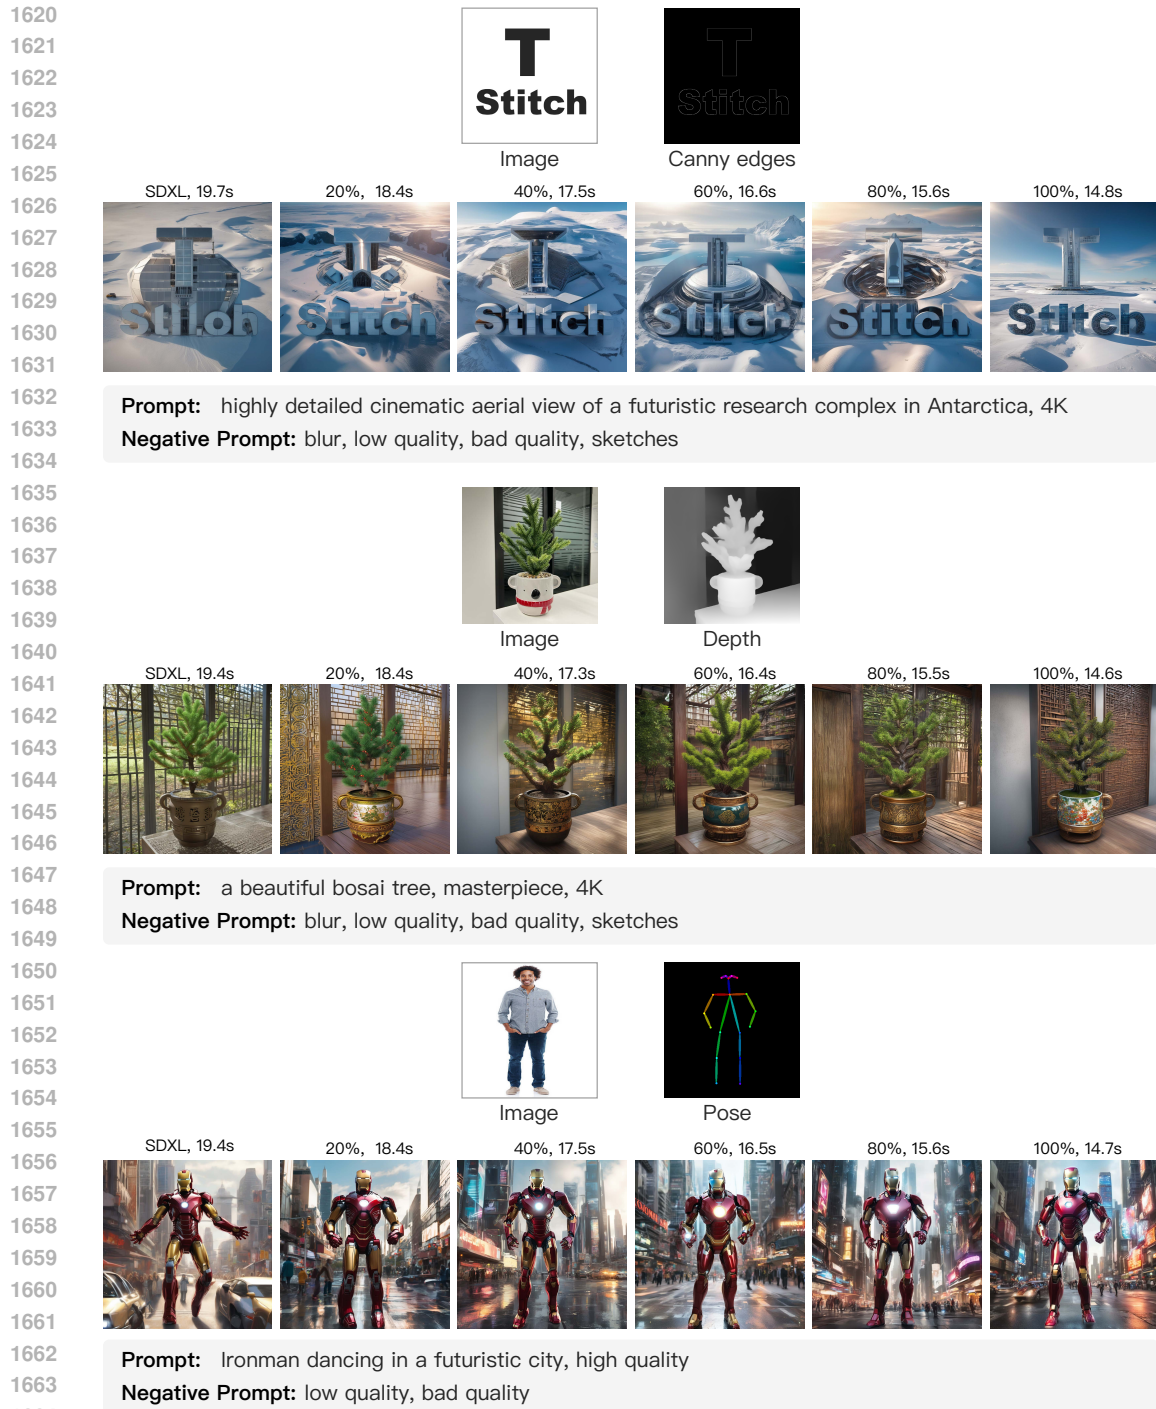 1620
1621
1622
1623
1624
1625
1626
1627
1628
1629
1630
1631
1632
1633
1634
1635
1636
1637
1638
1639
1640
1641
1642
1643
1644
1645
1646
1647
1648
1649
1650
1651
1652
1653
1654
1655
1656
1657
1658
1659
1660
1661
1662
1663
T
Stitch
T
Stitch
Image
Canny edges
SDXL, 19.7s
20%, 18.4s
40%, 17.5s
60%, 16.6s
80%, 15.6s
100%, 14.8s
T
Stii.oh
T
Stitch
T
Stitch
T
Stitch
T
Stitch
T
Stitch
Prompt: highly detailed cinematic aerial view of a futuristic research complex in Antarctica, 4K
Negative Prompt: blur, low quality, bad quality, sketches
Image
Depth
SDXL, 19.4s
20%, 18.4s
40%, 17.3s
60%, 16.4s
80%, 15.5s
100%, 14.6s
Prompt: a beautiful bosai tree, masterpiece, 4K
Negative Prompt: blur, low quality, bad quality, sketches
Image
Pose
SDXL, 19.4s
20%, 18.4s
40%, 17.5s
60%, 16.5s
80%, 15.6s
100%, 14.7s
Prompt: Ironman dancing in a futuristic city, high quality
Negative Prompt: low quality, bad quality